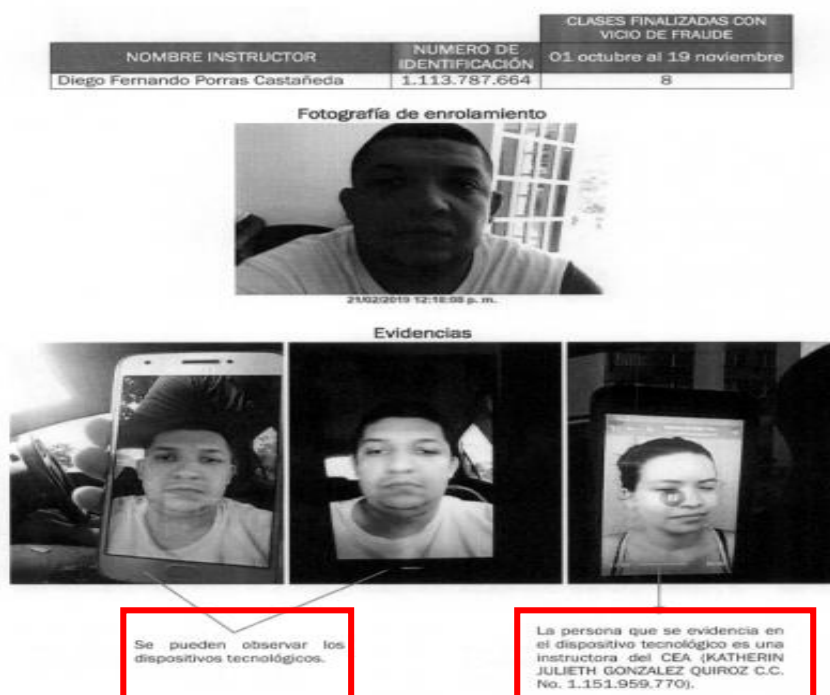 CLASES FINALIZADAS CON
VICIO DE FRAUDE
NOMBRE INSTRUCTOR
NUMERO DE
IDENTIFICACIÓN
01 octubre al 19 noviembre
Diego Fernando Porras Castañeda
1.113.787.664
8
Fotografía de enrolamiento
21/02/2019 12:18:08 p. m.
Evidencias
Se pueden observar los
dispositivos tecnológicos.
La persona que se evidencia en
el dispositivo tecnológico es una
instructora del CEA (KATHERIN
JULIETH GONZALEZ QUIROZ C.C.
No. 1.151.959.770).